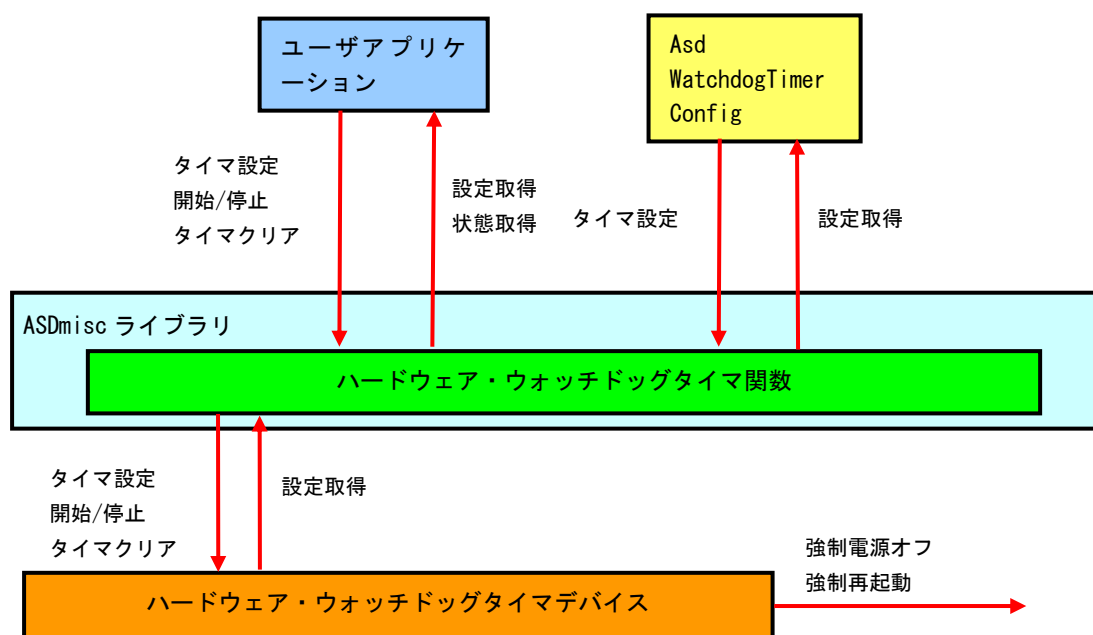 ユーザアプリケ
ーション
Asd
WatchdogTimer
Config
タイマ設定
開始/停止
タイマクリア
設定取得
状態取得
タイマ設定
設定取得
ASDmisc ライブラリ
ハードウェア・ウォッチドッグタイマ関数
タイマ設定
開始/停止
タイマクリア
設定取得
強制電源オフ
強制再起動
ハードウェア・ウォッチドッグタイマデバイス